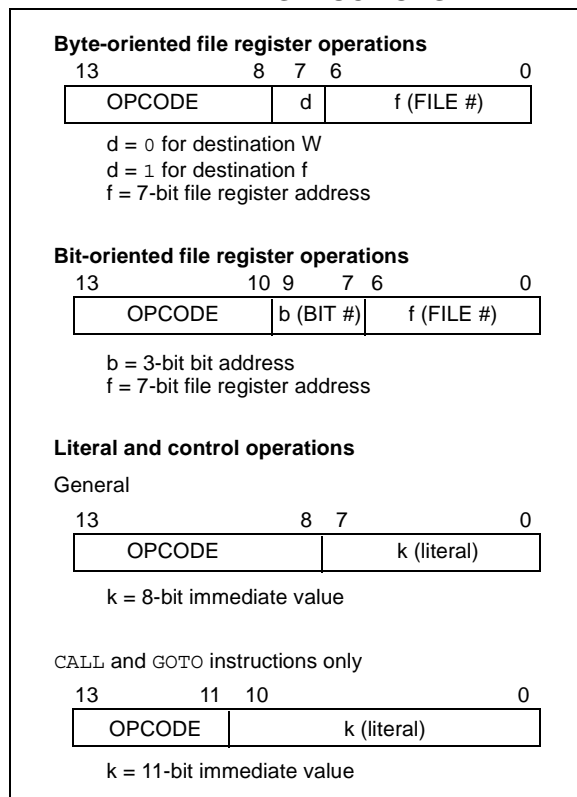 Byte-oriented file register operations
13 8 7 6 0
OPCODE d f (FILE #)
d = 0 for destination W
d = 1 for destination f
f = 7-bit file register address
Bit-oriented file register operations
13 10 9 7 6 0
OPCODE b (BIT #) f (FILE #)
b = 3-bit bit address
f = 7-bit file register address
Literal and control operations
General
13 8 7 0
OPCODE k (literal)
k = 8-bit immediate value
CALL and GOTO instructions only
13 11 10 0
OPCODE k (literal)
k = 11-bit immediate value